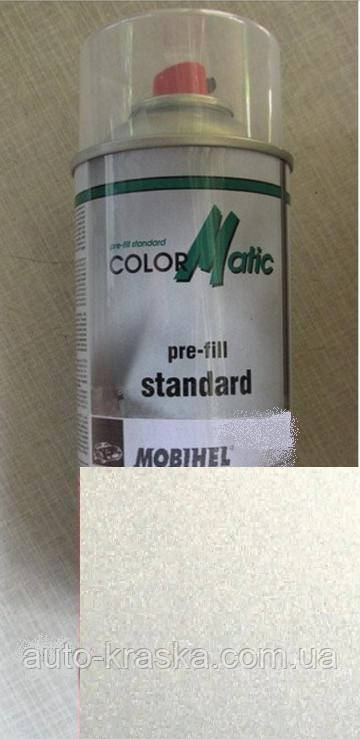 pre-fill standard
COLOR Matic
pre-fill
standard
MOBIHEL
auto-kraska.com.ua